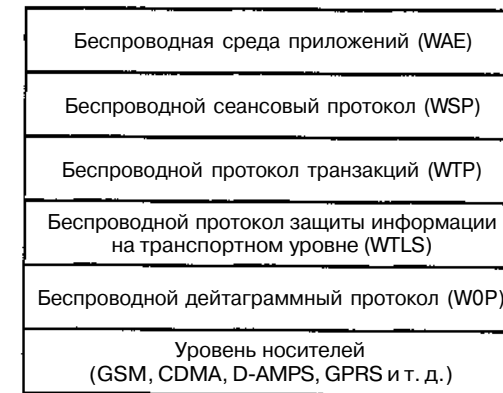 Беспроводная среда приложений (WAE)
Беспроводной сеансовый протокол (WSP)
Беспроводной протокол транзакций (WTP)
Беспроводной протокол защиты информации
на транспортном уровне (WTLS)
Беспроводной дейтаграммный протокол (W0P)
Уровень носителей
(GSM, CDMA, D-AMPS, GPRS и т. д.)